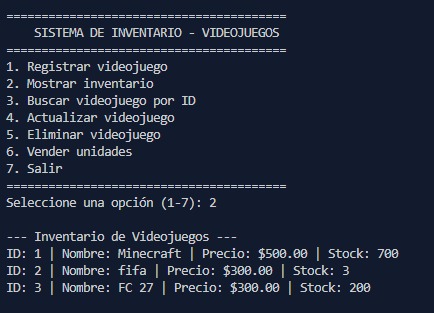 ========================================
    SISTEMA DE INVENTARIO - VIDEOJUEGOS
========================================
1. Registrar videojuego
2. Mostrar inventario
3. Buscar videojuego por ID
4. Actualizar videojuego
5. Eliminar videojuego
6. Vender unidades
7. Salir
========================================
Seleccione una opción (1-7): 2

--- Inventario de Videojuegos ---
ID: 1 | Nombre: Minecraft | Precio: $500.00 | Stock: 700
ID: 2 | Nombre: fifa | Precio: $300.00 | Stock: 3
ID: 3 | Nombre: FC 27 | Precio: $300.00 | Stock: 200